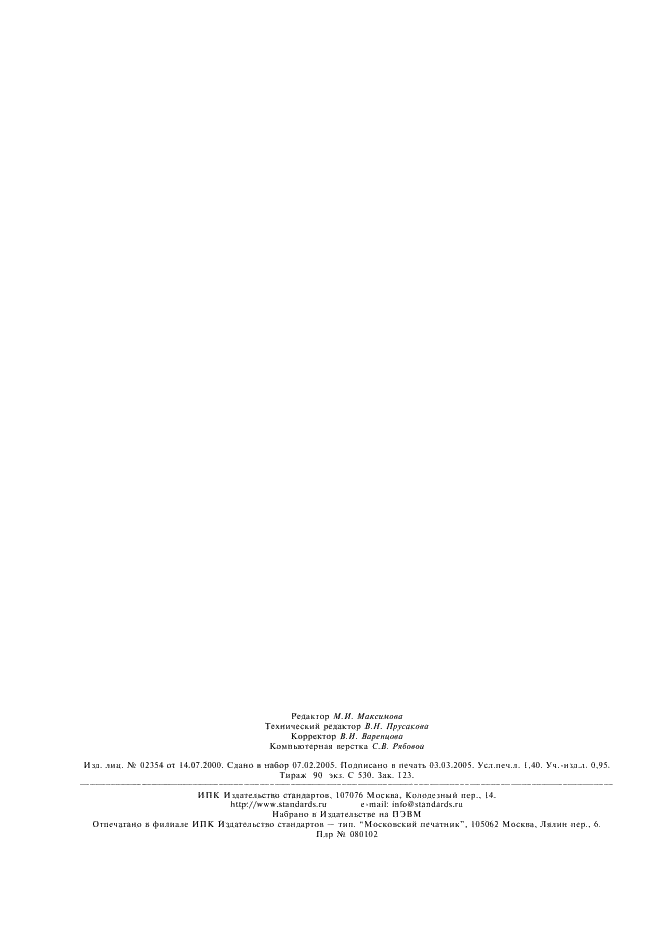 Редактор М.И. Максимова
Технический редактор В.Н. Прусакова
Корректор В.И. Варенцова
Компьютерная верстка С.В. Рябовой
Изд. лиц. № 02354 от 14.07.2000. Сдано в набор 07.02.2005. Подписано в печать 03.03.2005. Усл.печ.л. 1,40. Уч.-изд.л. 0,95.
Тираж 90 экз. С 530. Зак. 123.
ИПК Издательство стандартов, 107076 Москва, Колодезный пер., 14.
http://www.standards.ru e-mail: info@standards.ru
Набрано в Издательстве на ПЭВМ
Отпечатано в филиале ИПК Издательство стандартов — тип. “Московский печатник”, 105062 Москва, Лялин пер., 6.
Плр № 080102